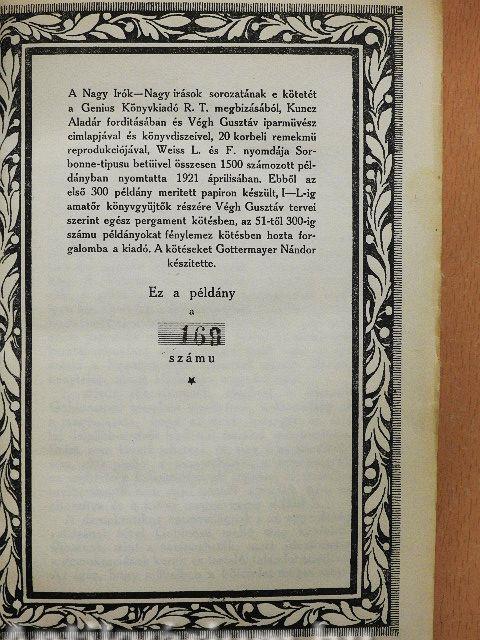 A Nagy Irók—Nagy irások sorozatának e kötetét
a Genius Könyvkiadó R. T. megbizásából, Kuncz
Aladár forditásában és Végh Gusztáv iparmüvész
cimlapjával és könyvdiszeivel, 20 korbeli remekmü
reprodukciójával, Weiss L. és F. nyomdája Sor-
bonne-tipusu betüivel összesen 1500 számozott pél-
dányban nyomtatta 1921 áprilisában. Ebből az
első 300 példány meritett papiron készült, I—L-ig
amatőr könyvgyüjtők részére Végh Gusztáv tervei
szerint egész pergament kötésben, az 51-től 300-ig
számu példányokat fénylemez kötésben hozta for-
galomba a kiadó. A kötéseket Gottermayer Nándor
készitette.
Ez a példány
a
169
számu